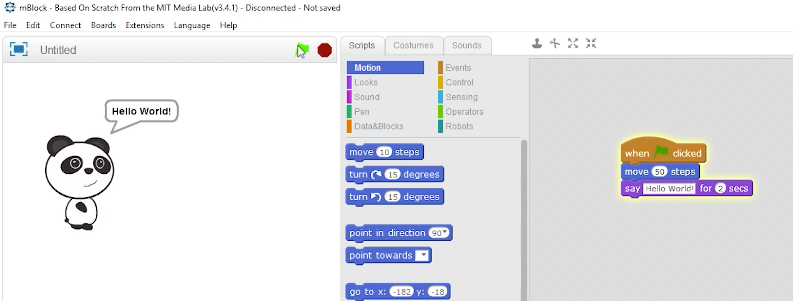 mBlock - Based On Scratch From the MIT Media Lab(v3.4.1) - Disconnected - Not saved
File Edit Connect Boards Extensions Language Help
Untitled
Scripts Costumes Sounds
Motion Events
Looks Control
Sound Sensing
Pen Operators
Data&Blocks Robots
Hello World!
move 10 steps
turn 15 degrees
turn 15 degrees
point in direction 90
point towards
go to x: -182 y: -18
when clicked
move 50 steps
say Hello World! for 2 secs